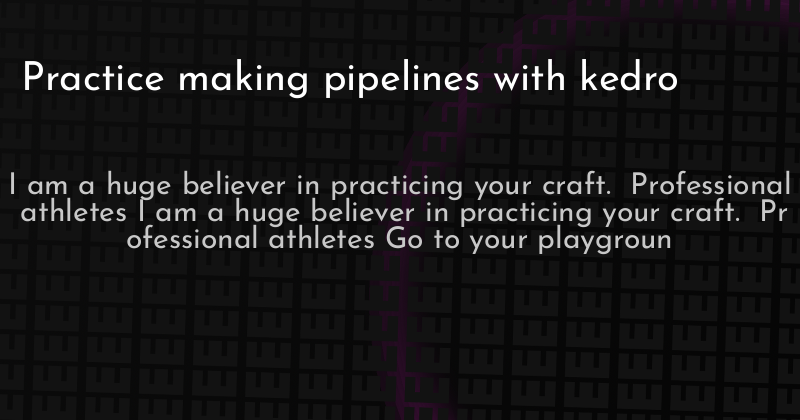 Practice making pipelines with kedro
I am a huge believer in practicing your craft.  Professional
athletes I am a huge believer in practicing your craft.  Pr
ofessional athletes Go to your playgroun